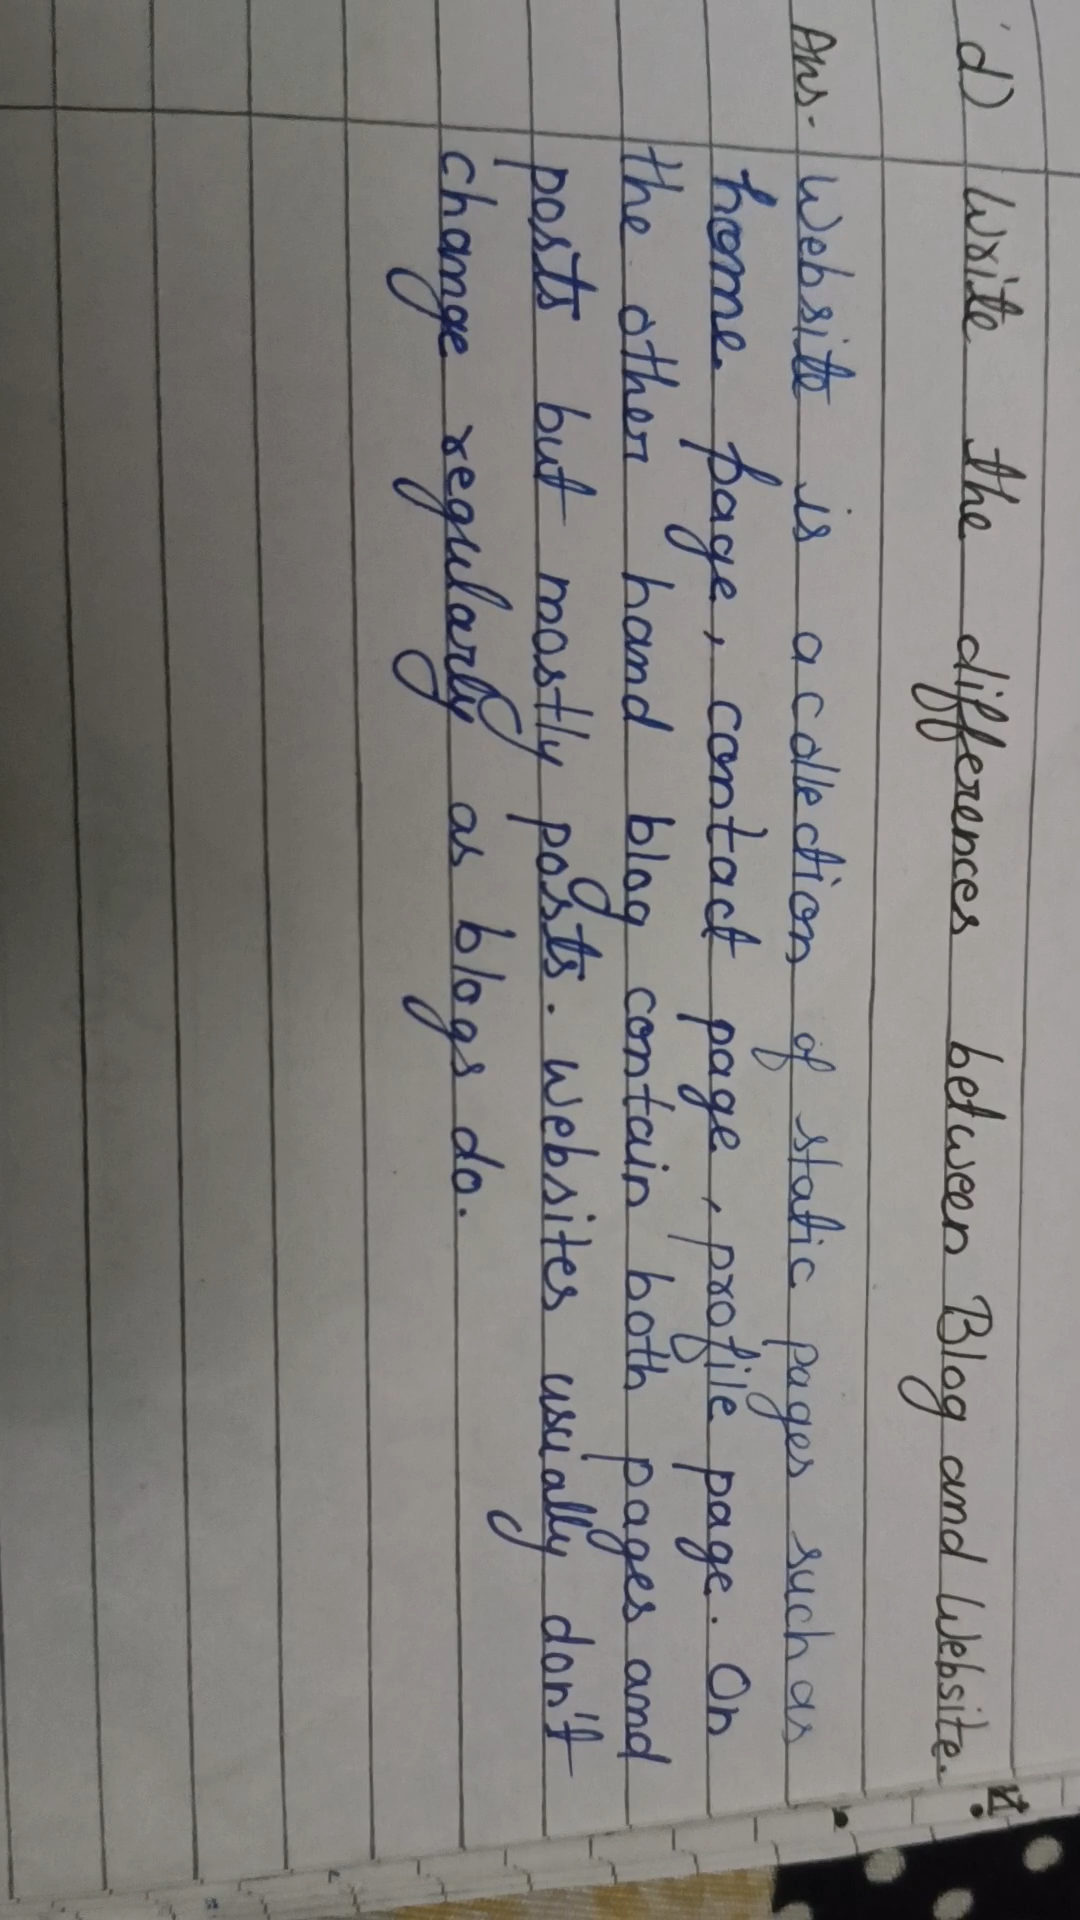 d) Write the differences between Blog and Website.
Ans- Website is a collection of static pages such as
home page, contact page, profile page. On
the other hand blog contain both pages and
posts but mostly posts. Websites usually don't
change regularly as blogs do.